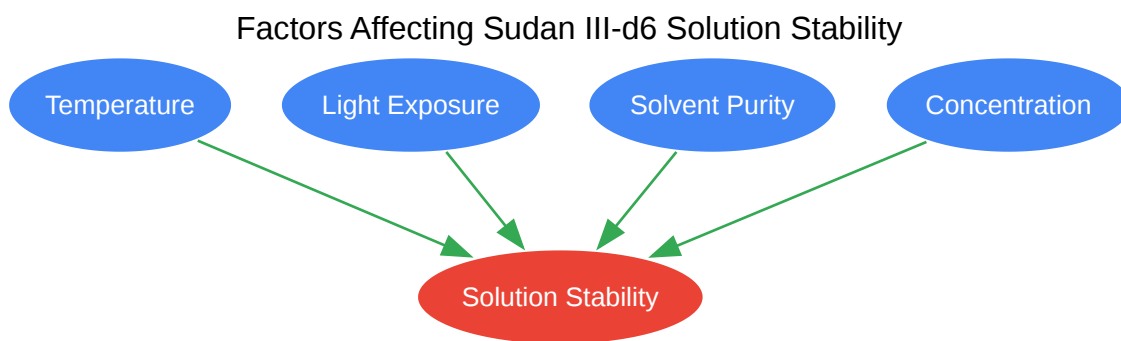 Factors Affecting Sudan III-d6 Solution Stability
Temperature
Light Exposure
Solvent Purity
Concentration
Solution Stability